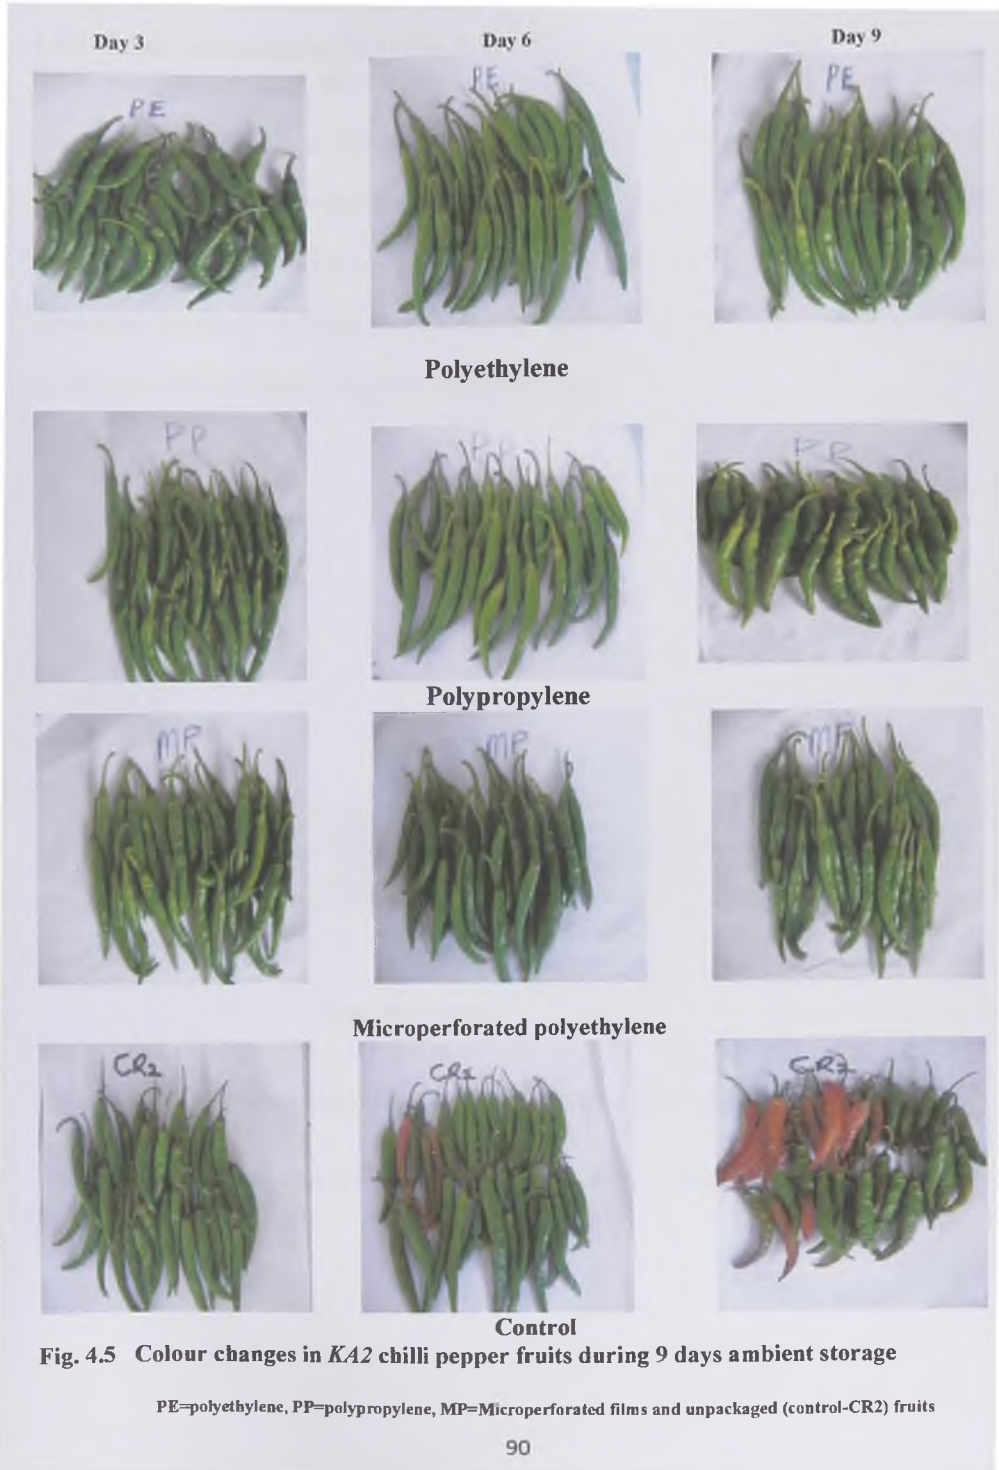 Day 3 Day 6 Day 9
PE PE PE
Polyethylene
PP PP PP
Polypropylene
MP MP MP
Microperforated polyethylene
CR2 CR2 CR2
Control
Fig. 4.5 Colour changes in KA2 chilli pepper fruits during 9 days ambient storage
PE=polyethylene, PP=polypropylene, MP=Microperforated films and unpackaged (control-CR2) fruits
90